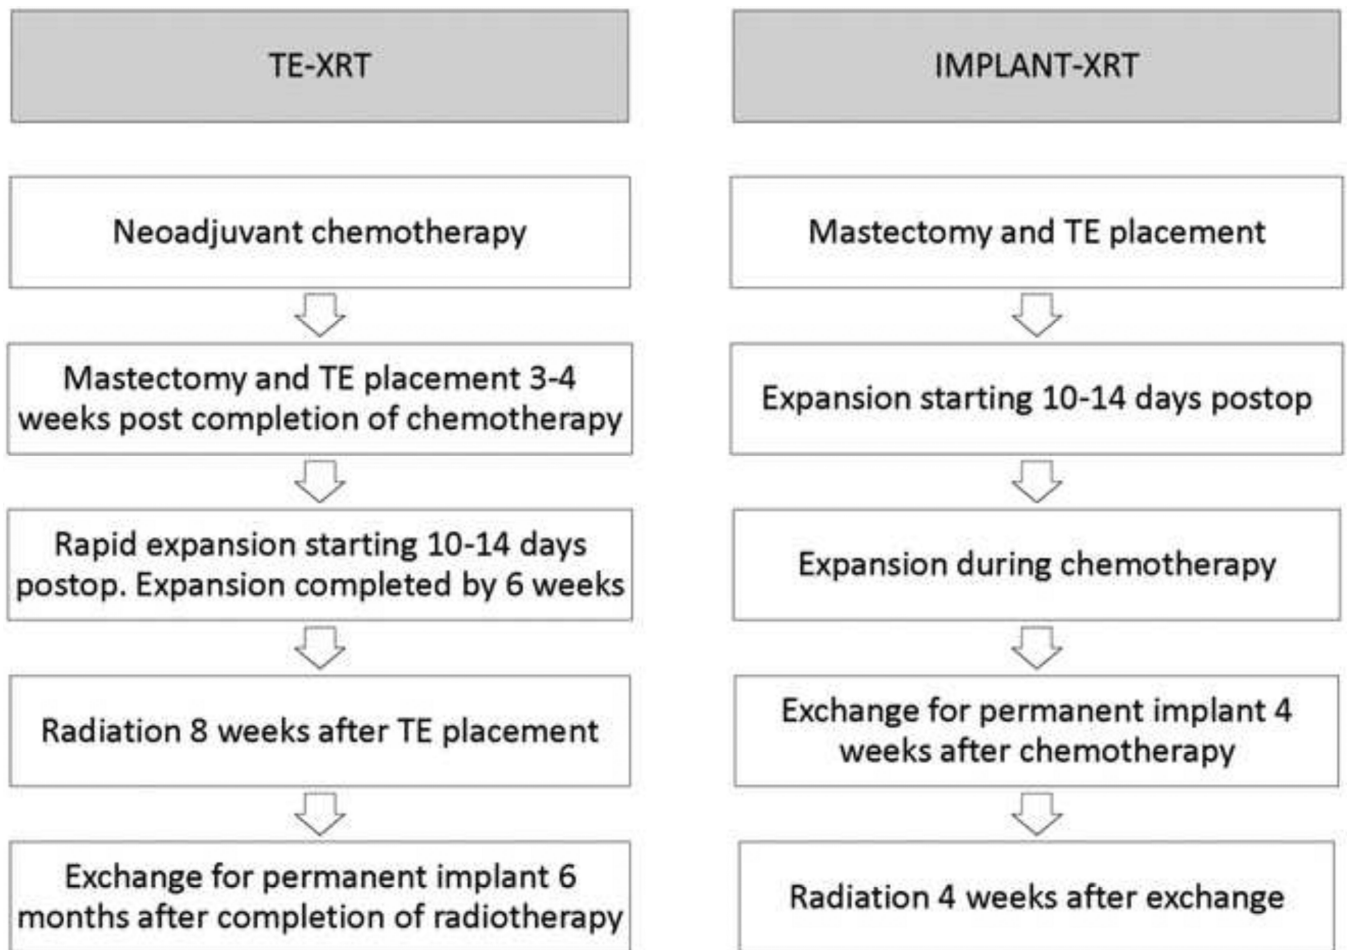 TE-XRT
Neoadjuvant chemotherapy
Mastectomy and TE placement 3-4
weeks post completion of chemotherapy
Rapid expansion starting 10-14 days
postop. Expansion completed by 6 weeks
Radiation 8 weeks after TE placement
Exchange for permanent implant 6
months after completion of radiotherapy
IMPLANT-XRT
Mastectomy and TE placement
Expansion starting 10-14 days postop
Expansion during chemotherapy
Exchange for permanent implant 4
weeks after chemotherapy
Radiation 4 weeks after exchange